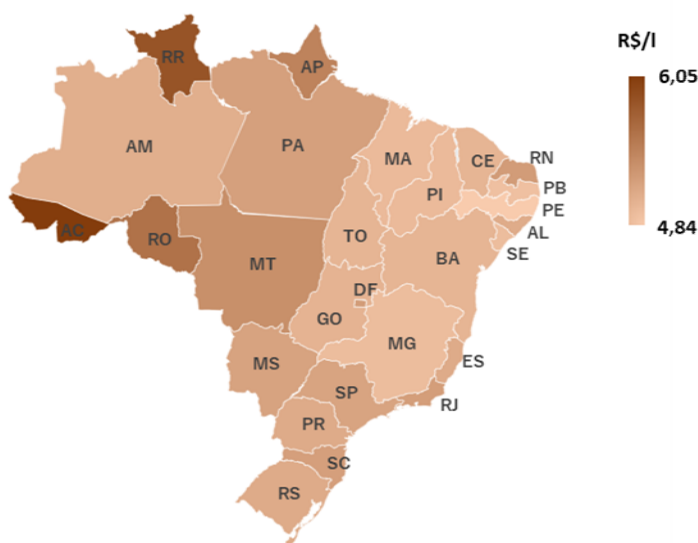 R$/l
6,05
4,84
RR
AP
AM
PA
MA
CE
RN
PI
PB
PE
AC
RO
TO
AL
MT
BA
SE
DF
GO
MG
MS
ES
SP
RJ
PR
SC
RS